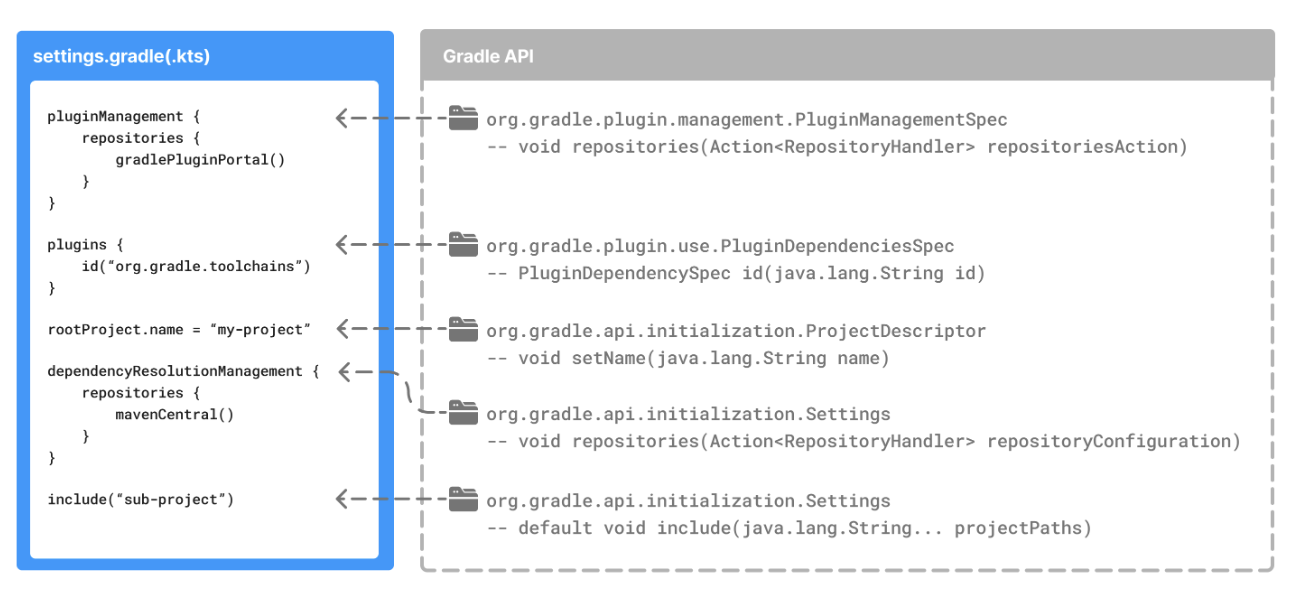 settings.gradle(.kts)
pluginManagement {
    repositories {
        gradlePluginPortal()
    }
}
plugins {
    id(“org.gradle.toolchains”)
}
rootProject.name = “my-project”
dependencyResolutionManagement {
    repositories {
        mavenCentral()
    }
}
include(“sub-project”)
Gradle API
org.gradle.plugin.management.PluginManagementSpec
-- void repositories(Action<RepositoryHandler> repositoriesAction)
org.gradle.plugin.use.PluginDependenciesSpec
-- PluginDependencySpec id(java.lang.String id)
org.gradle.api.initialization.ProjectDescriptor
-- void setName(java.lang.String name)
org.gradle.api.initialization.Settings
-- void repositories(Action<RepositoryHandler> repositoryConfiguration)
org.gradle.api.initialization.Settings
-- default void include(java.lang.String... projectPaths)